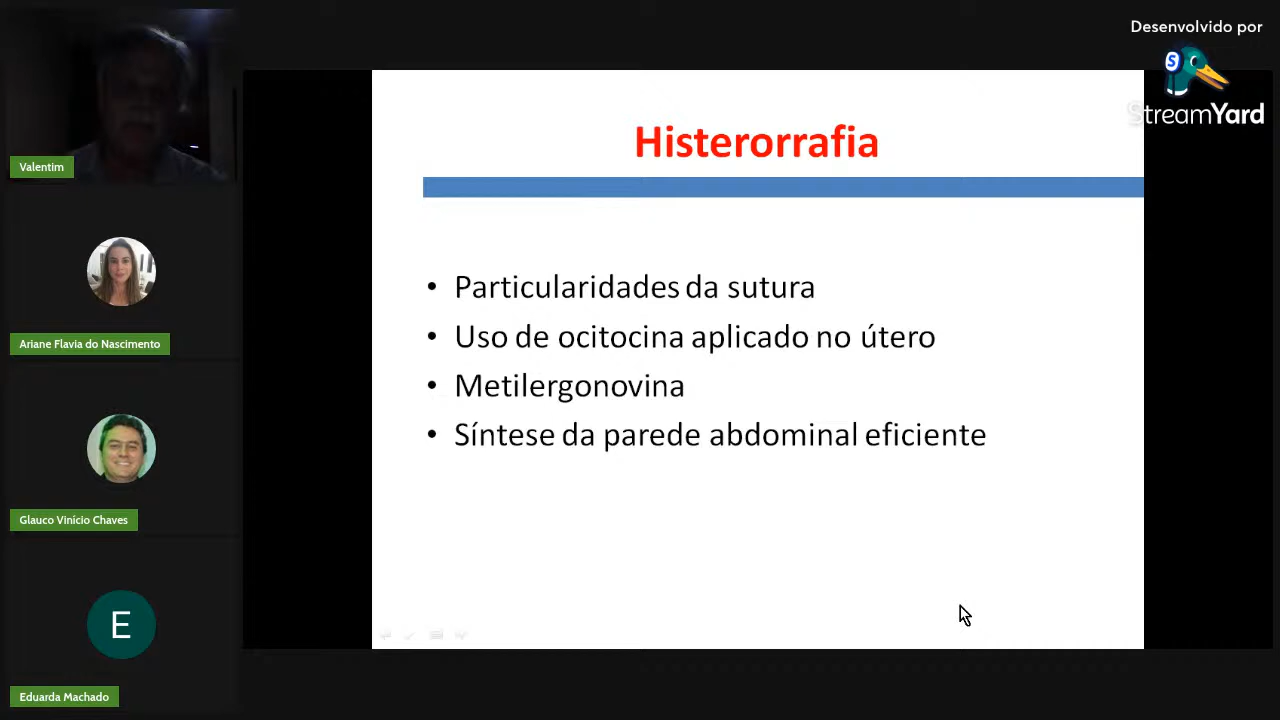 Desenvolvido por
S
StreamYard
Valentim
Ariane Flavia do Nascimento
Glauco Vinício Chaves
E
Eduarda Machado
Histerorrafia
• Particularidades da sutura
• Uso de ocitocina aplicado no útero
• Metilergonovina
• Síntese da parede abdominal eficiente